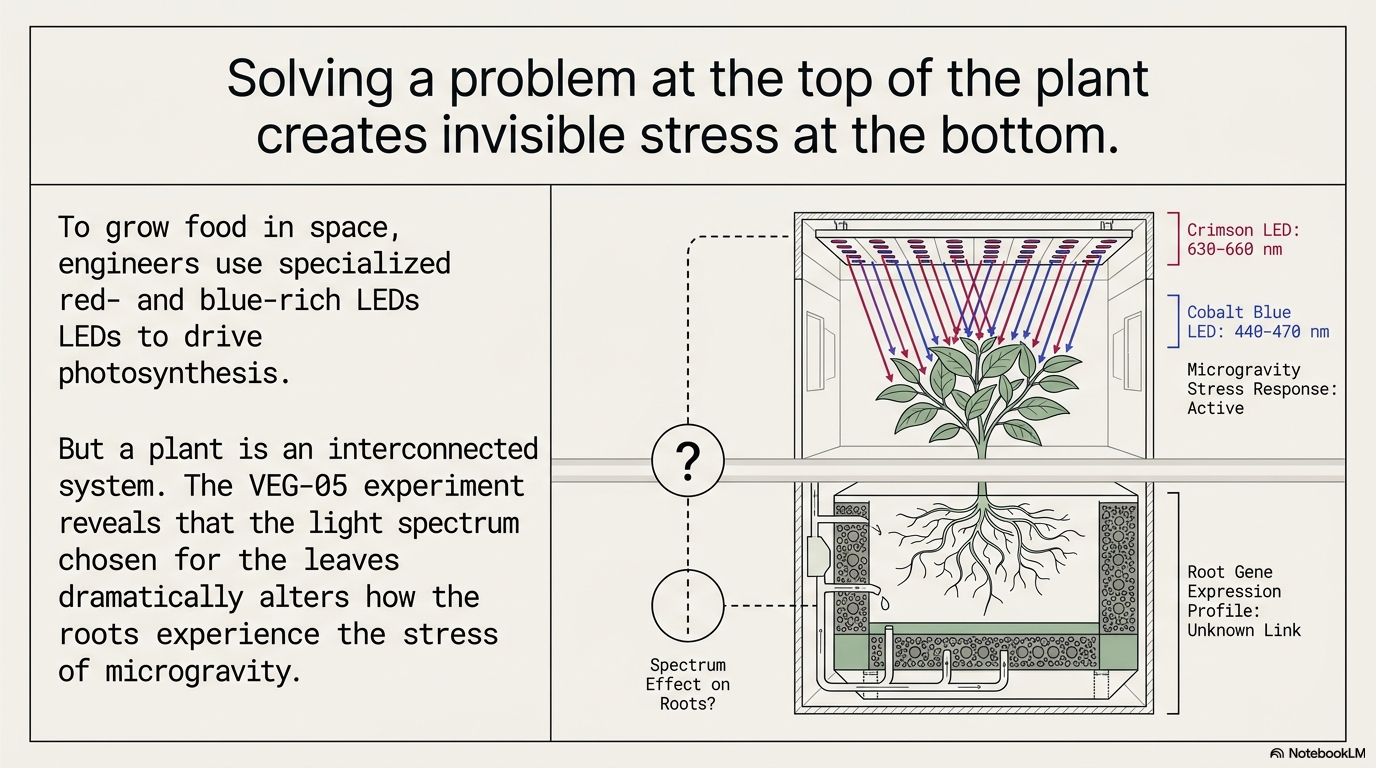 Solving a problem at the top of the plant
creates invisible stress at the bottom.
To grow food in space,
engineers use specialized
red- and blue-rich LEDs
LEDs to drive
photosynthesis.
But a plant is an interconnected
system. The VEG-05 experiment
reveals that the light spectrum
chosen for the leaves
dramatically alters how the
roots experience the stress
of microgravity.
?
Spectrum
Effect on
Roots?
Crimson LED:
630-660 nm
Cobalt Blue
LED: 440-470 nm
Microgravity
Stress Response:
Active
Root Gene
Expression
Profile:
Unknown Link
NotebookLM